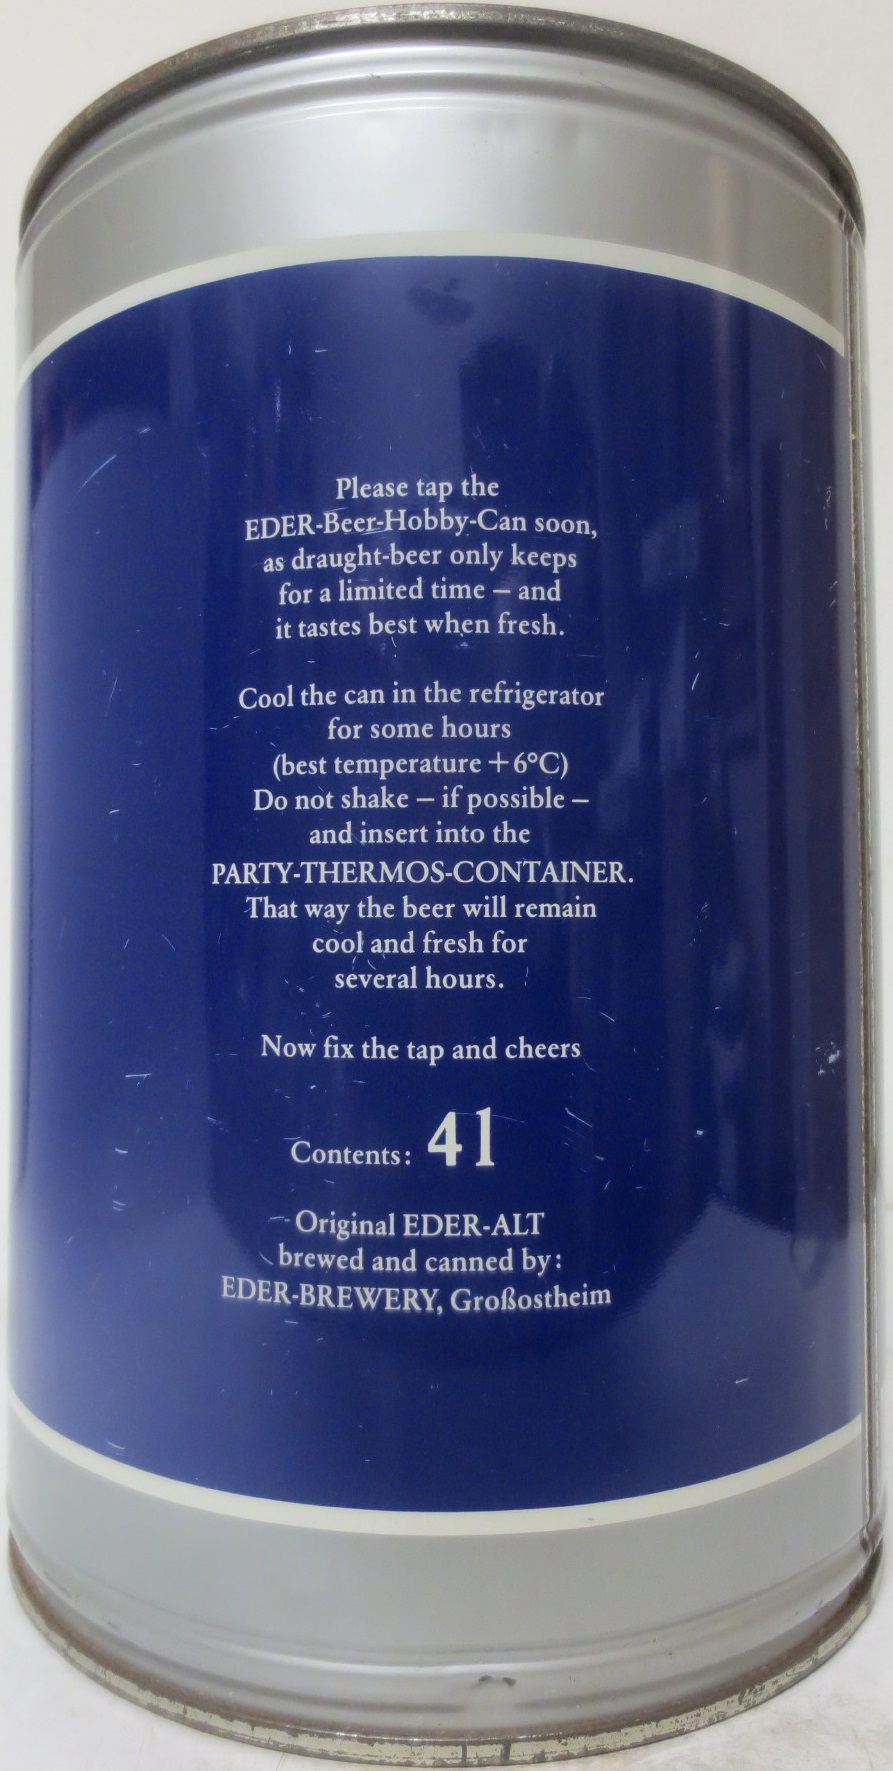 Please tap the
EDER-Beer-Hobby-Can soon,
as draught-beer only keeps
for a limited time – and
it tastes best when fresh.
Cool the can in the refrigerator
for some hours
(best temperature +6°C)
Do not shake – if possible –
and insert into the
PARTY-THERMOS-CONTAINER.
That way the beer will remain
cool and fresh for
several hours.
Now fix the tap and cheers
Contents: 4l
Original EDER-ALT
brewed and canned by:
EDER-BREWERY, Großostheim